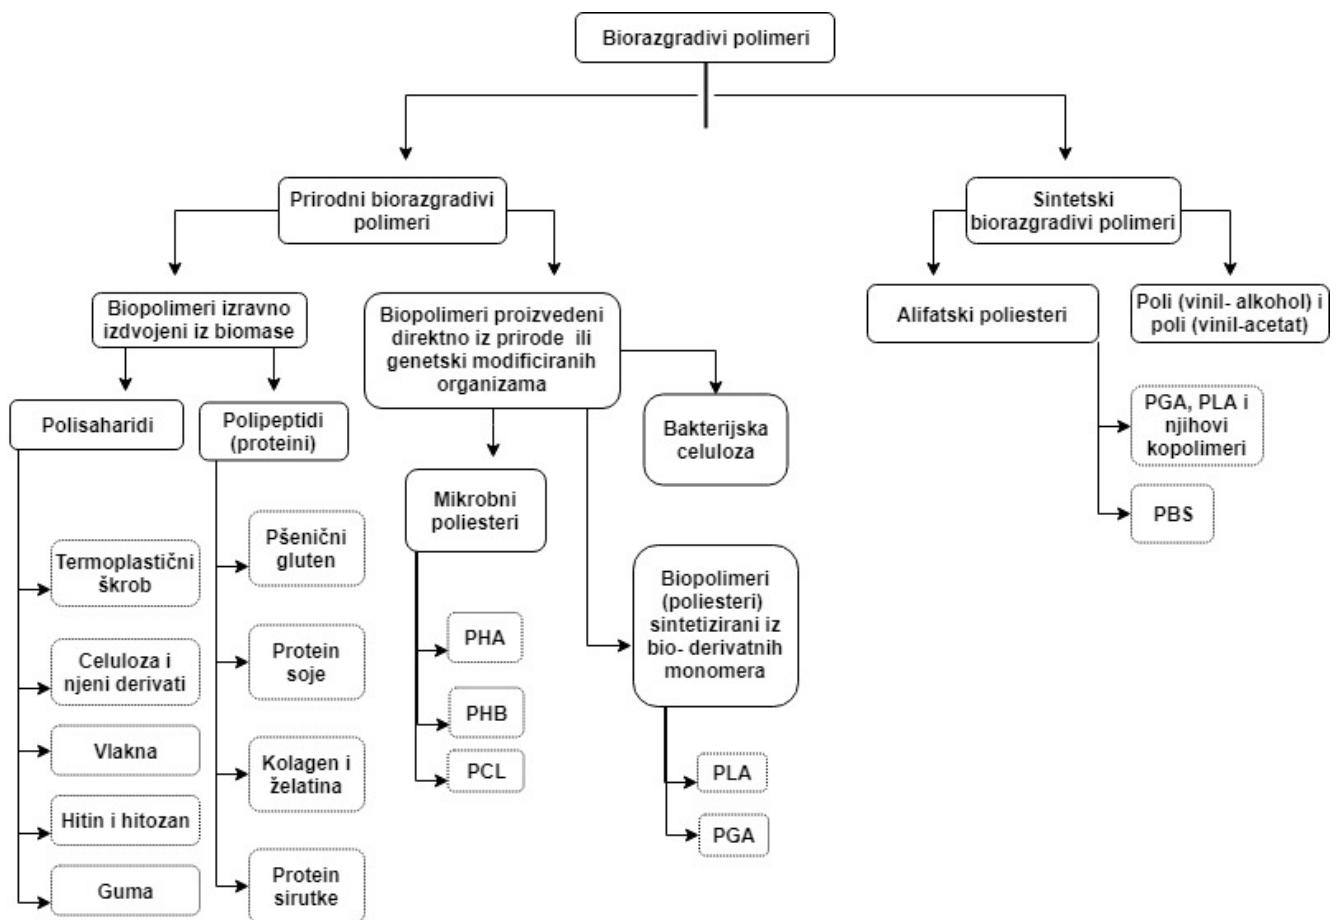 Biorazgradivi polimeri
Prirodni biorazgradivi
polimeri
Sintetski
biorazgradivi polimeri
Biopolimeri izravno
izdvojeni iz biomase
Biopolimeri proizvedeni
direktno iz prirode ili
genetski modificiranih
organizama
Alifatski poliesteri
Poli (vinil- alkohol) i
poli (vinil-acetat)
Polisaharidi
Polipeptidi
(proteini)
Bakterijska
celuloza
PGA, PLA i
njihovi
kopolimeri
Mikrobni
poliesteri
PBS
Termoplastični
škrob
Pšenični
gluten
Biopolimeri
(poliesteri)
sintetizirani iz
bio- derivatnih
monomera
Celuloza i
njeni derivati
Protein
soje
PHA
PHB
Vlakna
Kolagen i
želatina
PCL
PLA
Hitin i hitozan
PGA
Guma
Protein
sirutke